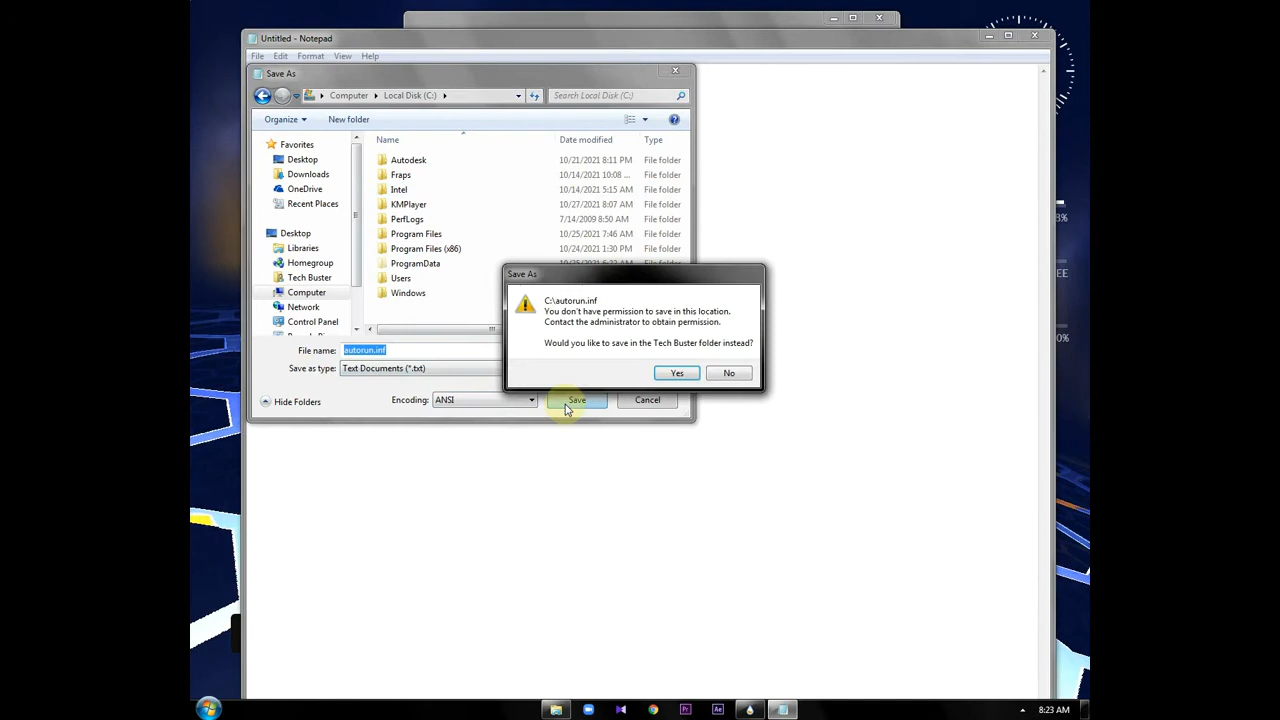 Untitled - Notepad
File Edit Format View Help
Save As
Computer Local Disk (C:) Search Local Disk (C:)
Organize New folder
Name Date modified Type
Favorites
Desktop
Downloads
OneDrive
Recent Places
Desktop
Libraries
Homegroup
Tech Buster
Computer
Network
Control Panel
Autodesk 10/21/2021 8:11 PM File folder
Fraps 10/14/2021 10:08 ... File folder
Intel 10/14/2021 5:15 AM File folder
KMPlayer 10/27/2021 8:07 AM File folder
PerfLogs 7/14/2009 8:50 AM File folder
Program Files 10/25/2021 7:46 AM File folder
Program Files (x86) 10/24/2021 1:30 PM File folder
ProgramData
Users
Windows
Save As
C:\autorun.inf
You don't have permission to save in this location.
Contact the administrator to obtain permission.
Would you like to save in the Tech Buster folder instead?
Yes No
File name: autorun.inf
Save as type: Text Documents (*.txt)
Hide Folders Encoding: ANSI Save Cancel
Pr Ae 8:23 AM